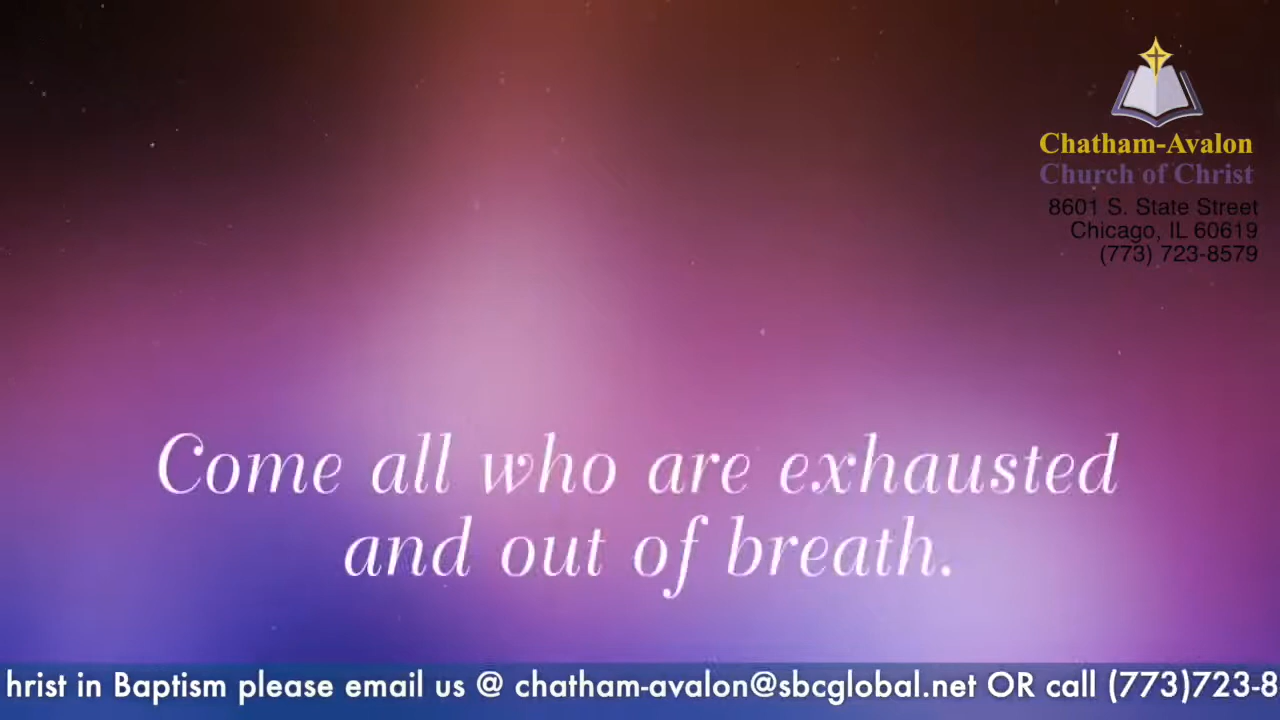 Chatham-Avalon
Church of Christ
8601 S. State Street
Chicago, IL 60619
(773) 723-8579
Come all who are exhausted
and out of breath.
hrist in Baptism please email us @ chatham-avalon@sbcglobal.net OR call (773)723-8